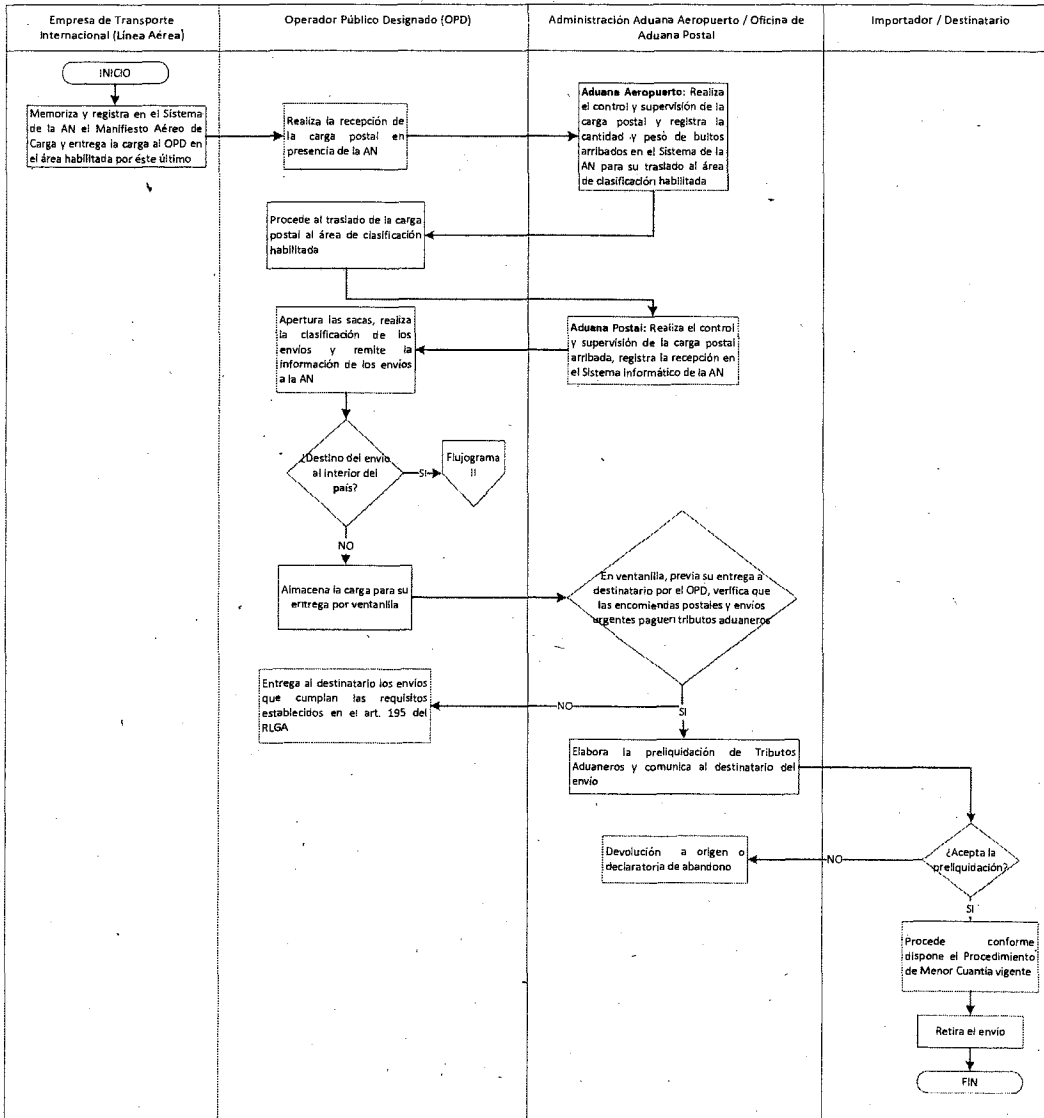 Empresa de Transporte
Internacional (Línea Aérea)
Operador Público Designado (OPD)
Administración Aduana Aeropuerto / Oficina de
Aduana Postal
Importador / Destinatario
INICIO
Memoriza y registra en el Sistema
de la AN el Manifiesto Aéreo de
Carga y entrega la carga al OPD en
el área habilitada por éste último
Realiza la recepción de
la carga postal en
presencia de la AN
Aduana Aeropuerto: Realiza
el control y supervisión de la
carga postal y registra la
cantidad y peso de bultos
arribados en el Sistema de la
AN para su traslado al área
de clasificación habilitada
Procede al traslado de la carga
postal al área de clasificación
habilitada
Apertura las sacas, realiza
la clasificación de los
envíos y remite la
información de los envíos
a la AN
Aduana Postal: Realiza el control
y supervisión de la carga postal
arribada, registra la recepción en
el Sistema informático de la AN
¿Destino del envío
al interior del
país?
SI
Flujograma
II
NO
Almacena la carga para su
entrega por ventanilla
En ventanilla, previa su entrega a
destinatario por el OPD, verifica que
las encomiendas postales y envíos
urgentes paguen tributos aduaneros
Entrega al destinatario los envíos
que cumplan las requisitos
establecidos en el art. 195 del
RLGA
NO
SI
Elabora la preliquidación de Tributos
Aduaneros y comunica al destinatario del
envío
Devolución a origen o
declaratoria de abandono
NO
¿Acepta la
preliquidación?
SI
Procede conforme
dispone el Procedimiento
de Menor Cuantía vigente
Retira el envío
FIN